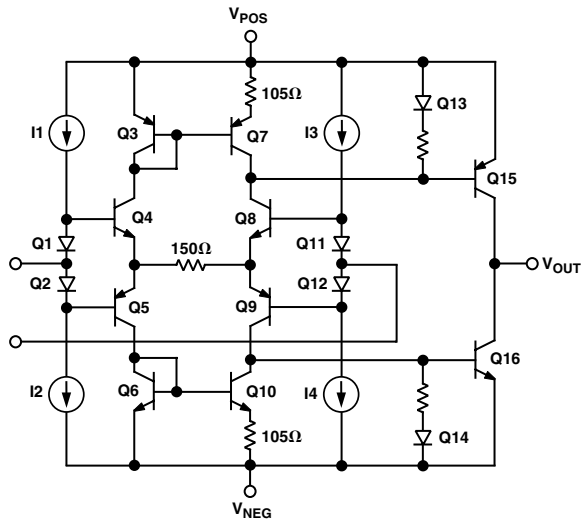 VPOS
105Ω
Q13
I1
Q3
Q7
I3
Q15
Q4
Q8
Q1
150Ω
Q11
VOUT
Q2
Q12
Q5
Q9
Q16
I2
Q6
Q10
I4
105Ω
Q14
VNEG